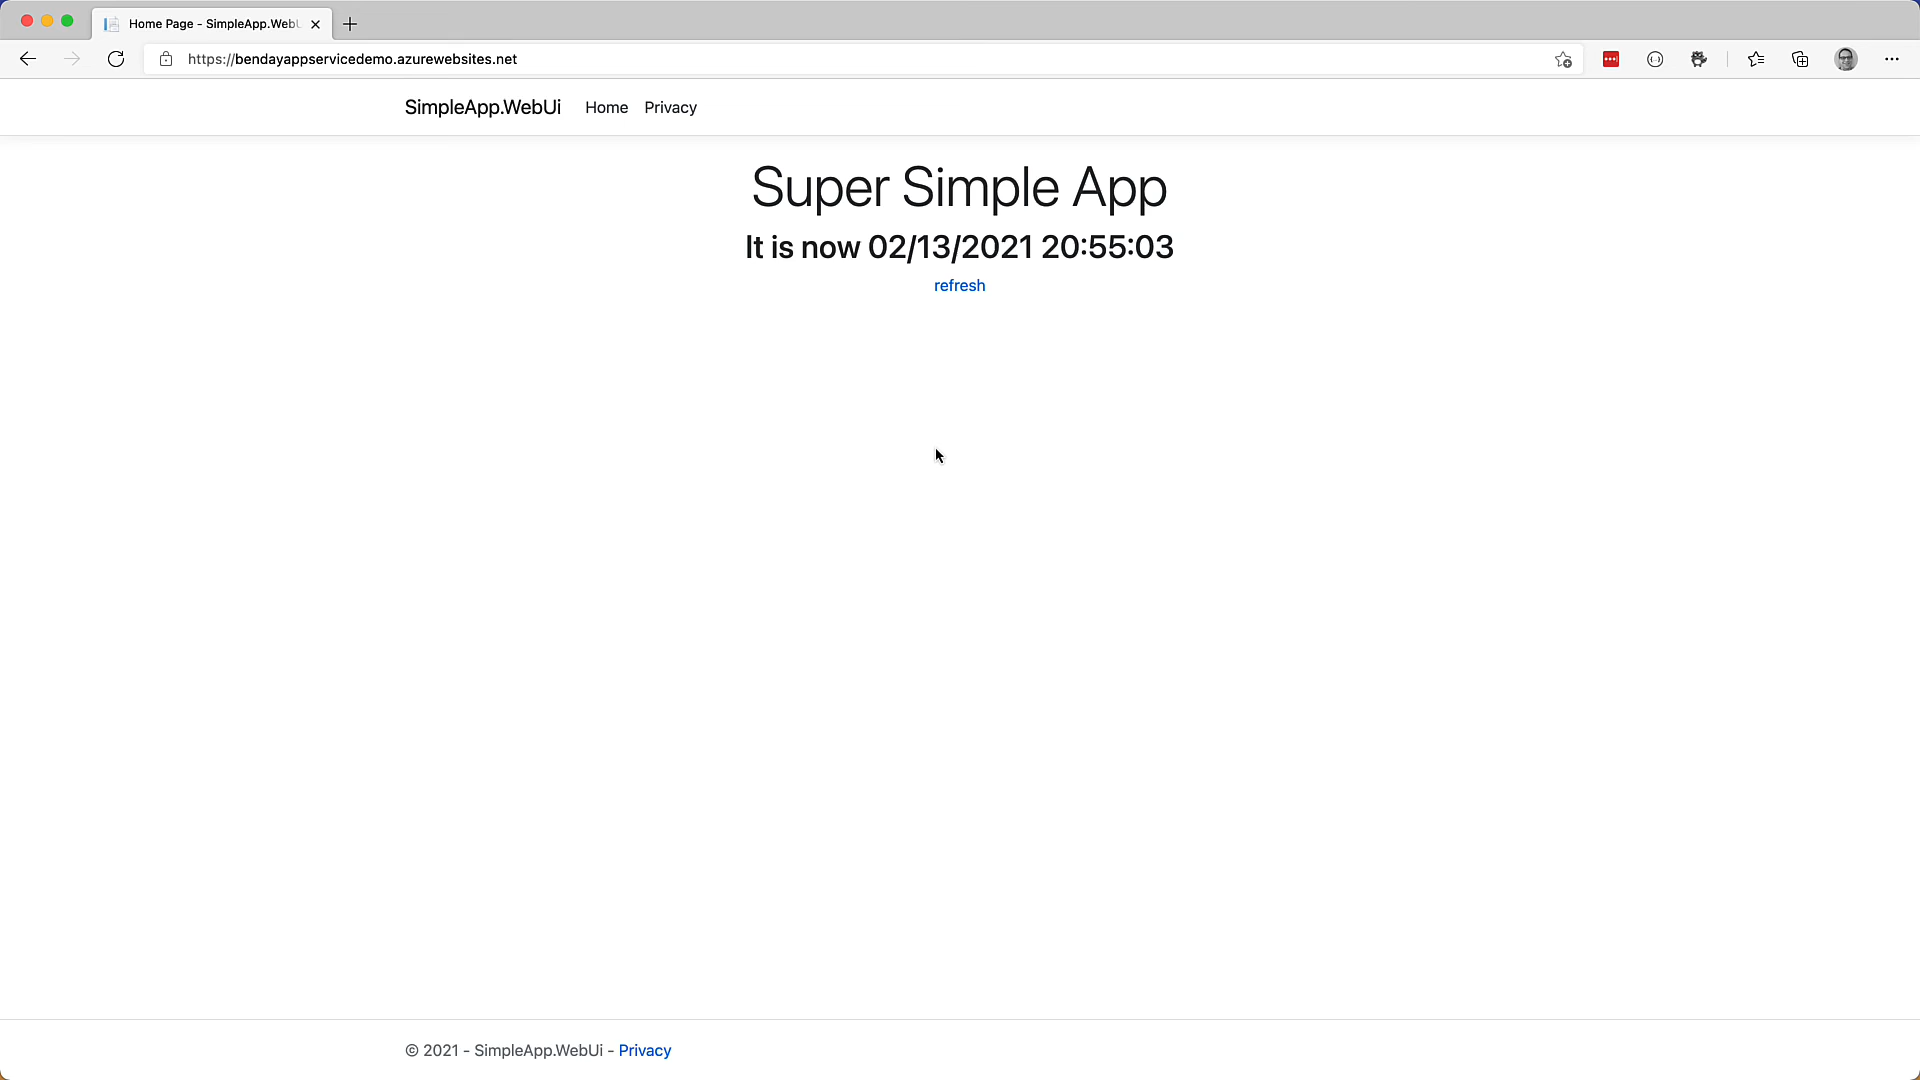 Home Page - SimpleApp.WebU
https://bendayappservicedemo.azurewebsites.net
SimpleApp.WebUi Home Privacy
Super Simple App
It is now 02/13/2021 20:55:03
refresh
© 2021 - SimpleApp.WebUi - Privacy